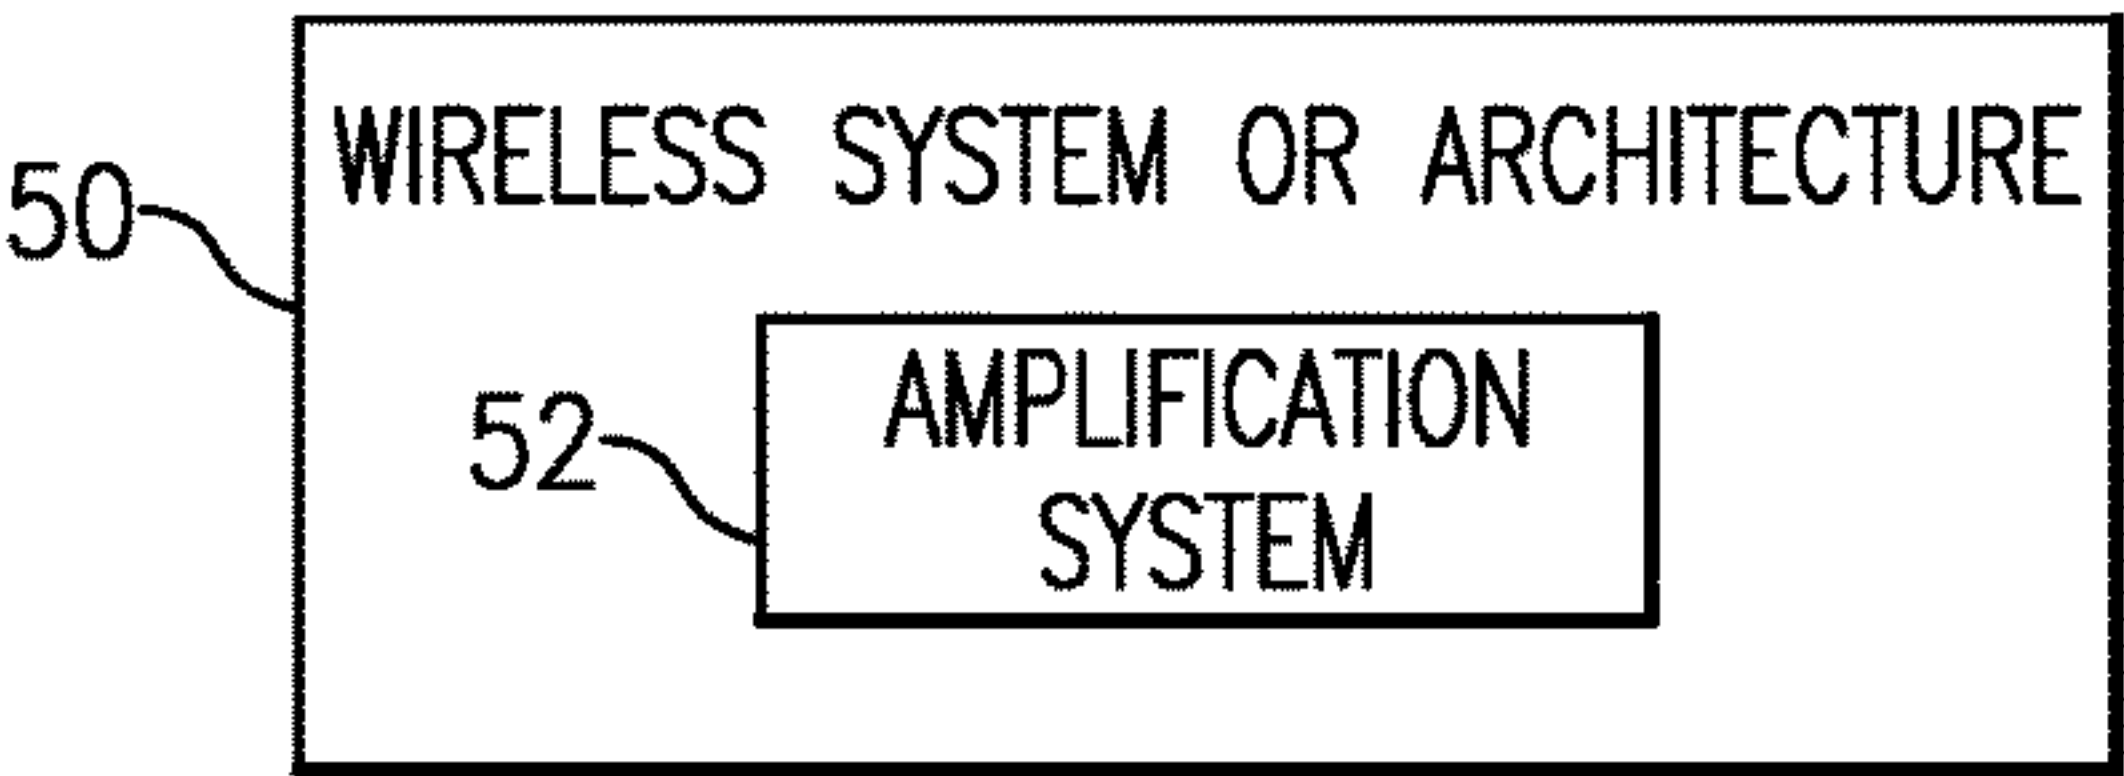 WIRELESS SYSTEM OR ARCHITECTURE
50
52
AMPLIFICATION
SYSTEM